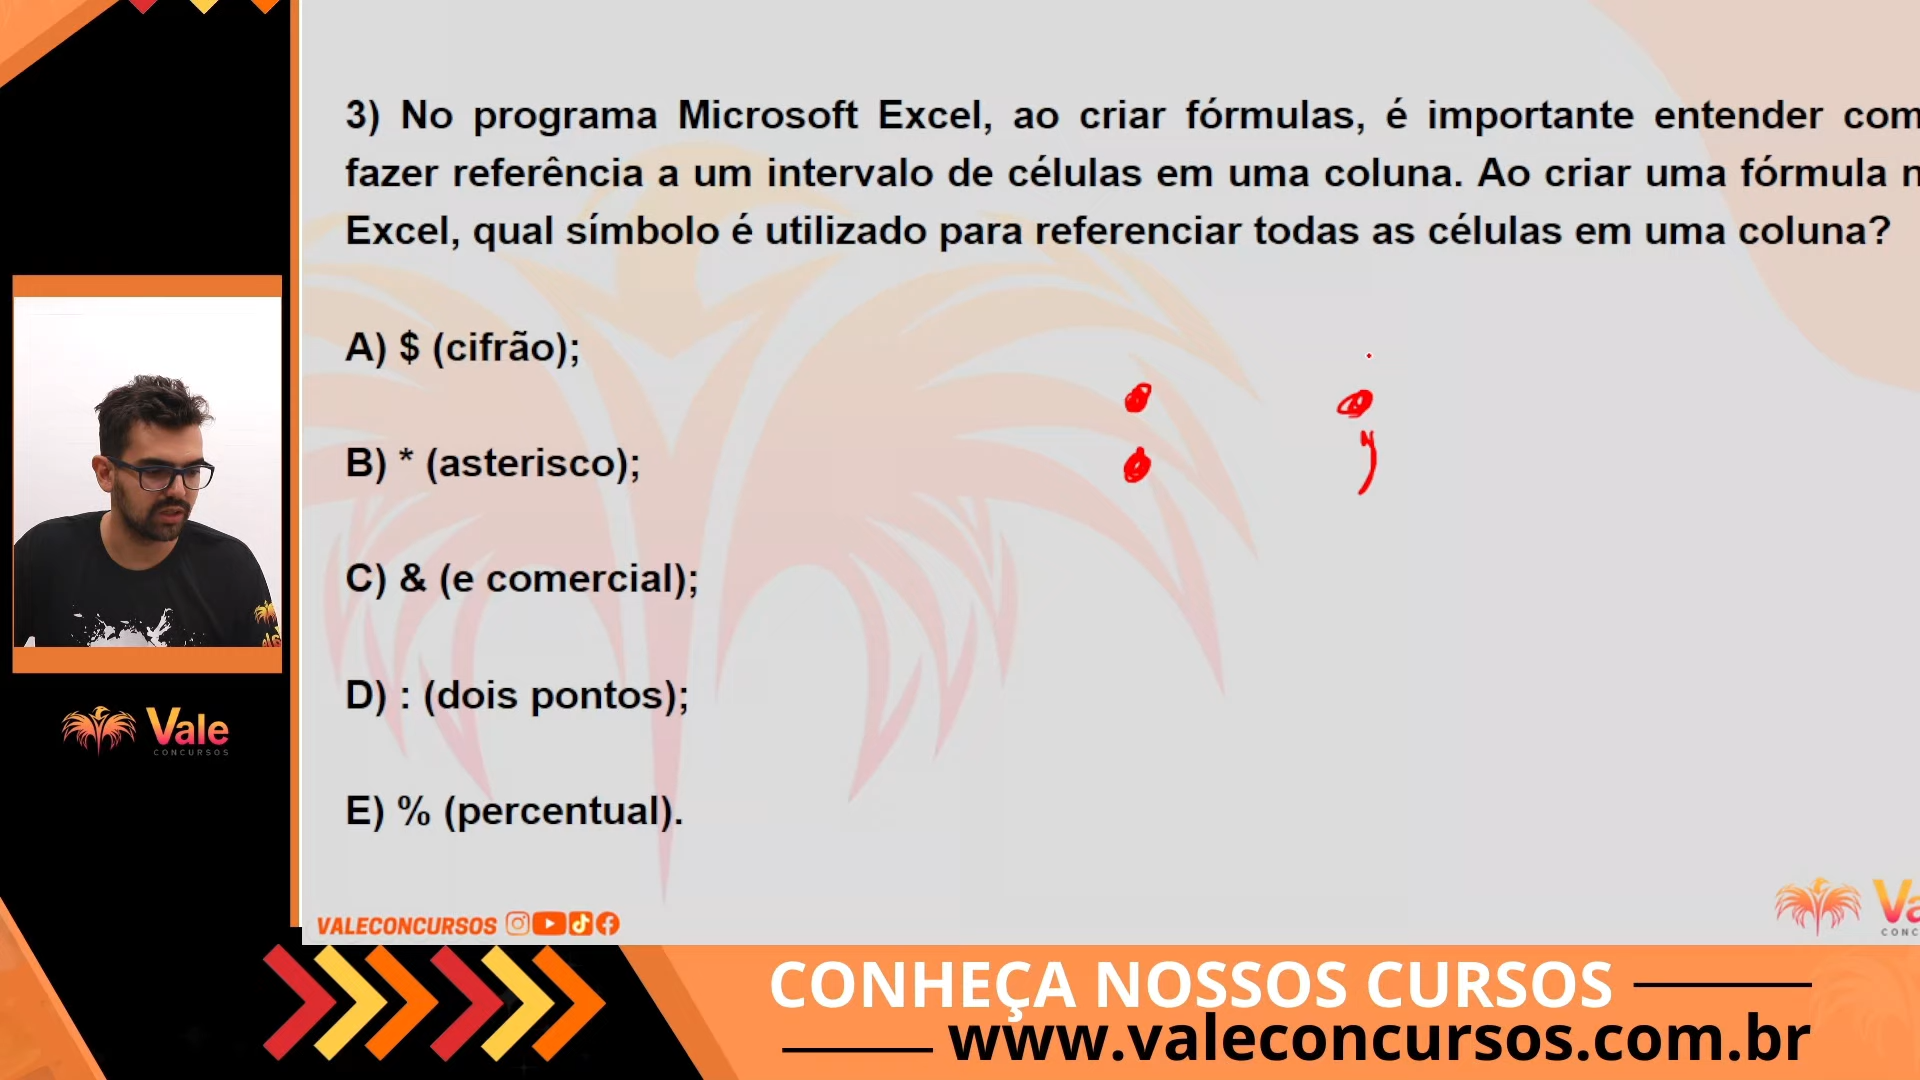 3) No programa Microsoft Excel, ao criar fórmulas, é importante entender com
fazer referência a um intervalo de células em uma coluna. Ao criar uma fórmula n
Excel, qual símbolo é utilizado para referenciar todas as células em uma coluna?
A) $ (cifrão);
B) * (asterisco);
: ;
C) & (e comercial);
D) : (dois pontos);
E) % (percentual).
Vale
CONCURSOS
VALECONCURSOS
Va
CONC
CONHEÇA NOSSOS CURSOS
www.valeconcursos.com.br